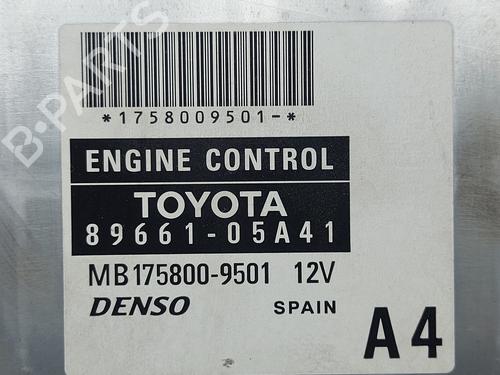 B-PARTS
*1758009501-*
ENGINE CONTROL
TOYOTA
89661-05A41
MB175800-9501 12V
DENSO SPAIN
A4